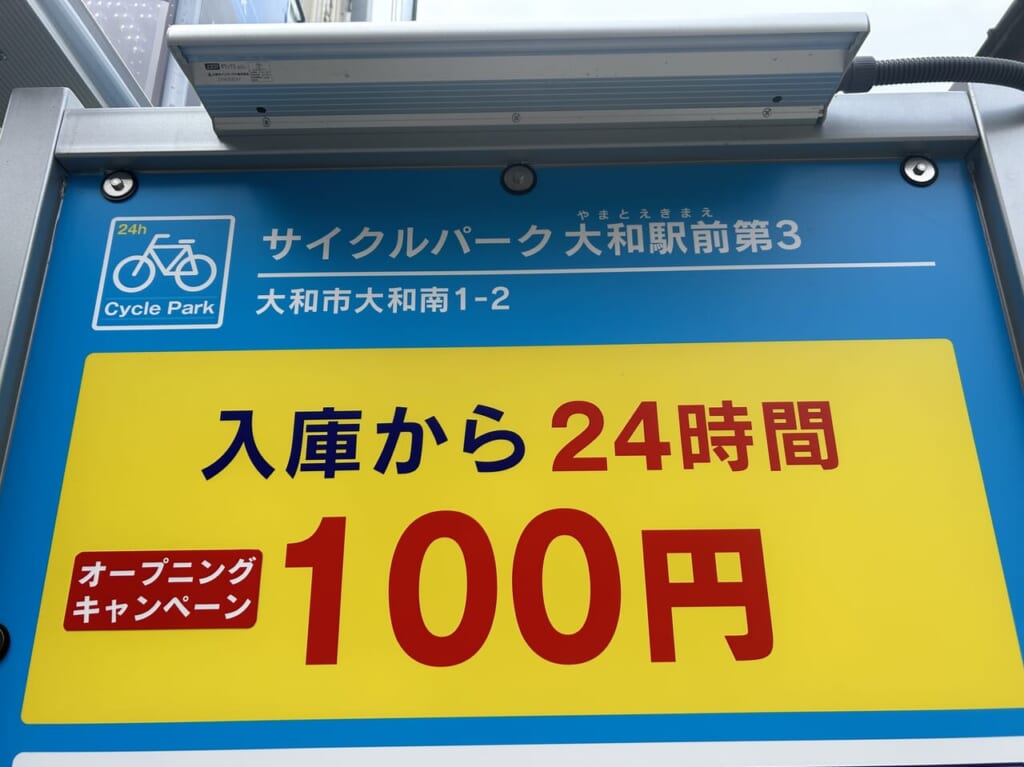 24h
Cycle Park
やまとえきまえ
サイクルパーク大和駅前第3
大和市大和南1-2
入庫から24時間
オープニング
キャンペーン
100円